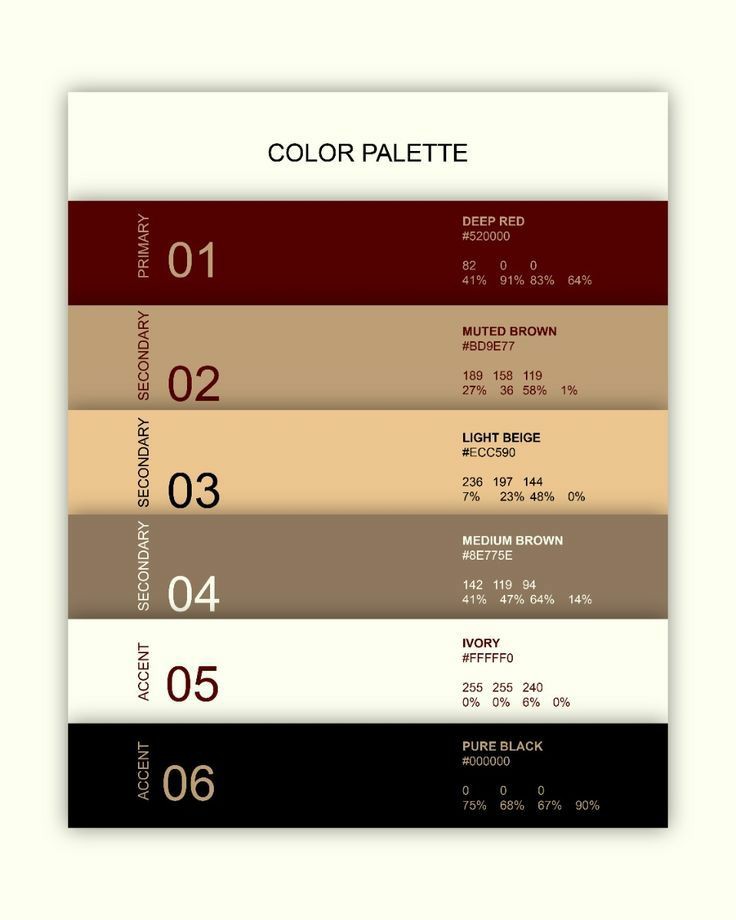 COLOR PALETTE
PRIMARY
01
DEEP RED
#520000
82 0 0
41% 91% 83% 64%
SECONDARY
02
MUTED BROWN
#BD9E77
189 158 119
27% 36 58% 1%
SECONDARY
03
LIGHT BEIGE
#ECC590
236 197 144
7% 23% 48% 0%
SECONDARY
04
MEDIUM BROWN
#8E775E
142 119 94
41% 47% 64% 14%
ACCENT
05
IVORY
#FFFFF0
255 255 240
0% 0% 6% 0%
ACCENT
06
PURE BLACK
#000000
0 0 0
75% 68% 67% 90%